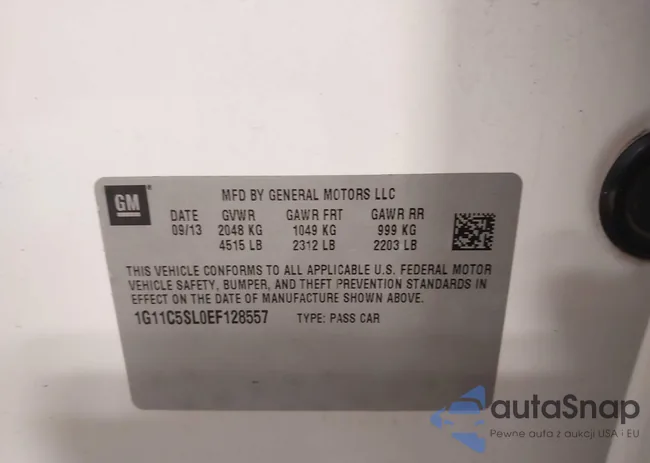 GM
MFD BY GENERAL MOTORS LLC
DATE GVWR GAWR FRT GAWR RR
09/13 2048 KG 1049 KG 999 KG
4515 LB 2312 LB 2203 LB
THIS VEHICLE CONFORMS TO ALL APPLICABLE U.S. FEDERAL MOTOR
VEHICLE SAFETY, BUMPER, AND THEFT PREVENTION STANDARDS IN
EFFECT ON THE DATE OF MANUFACTURE SHOWN ABOVE.
1G11C5SL0EF128557 TYPE: PASS CAR
autaSnap
Pewne auta z aukcji USA i EU